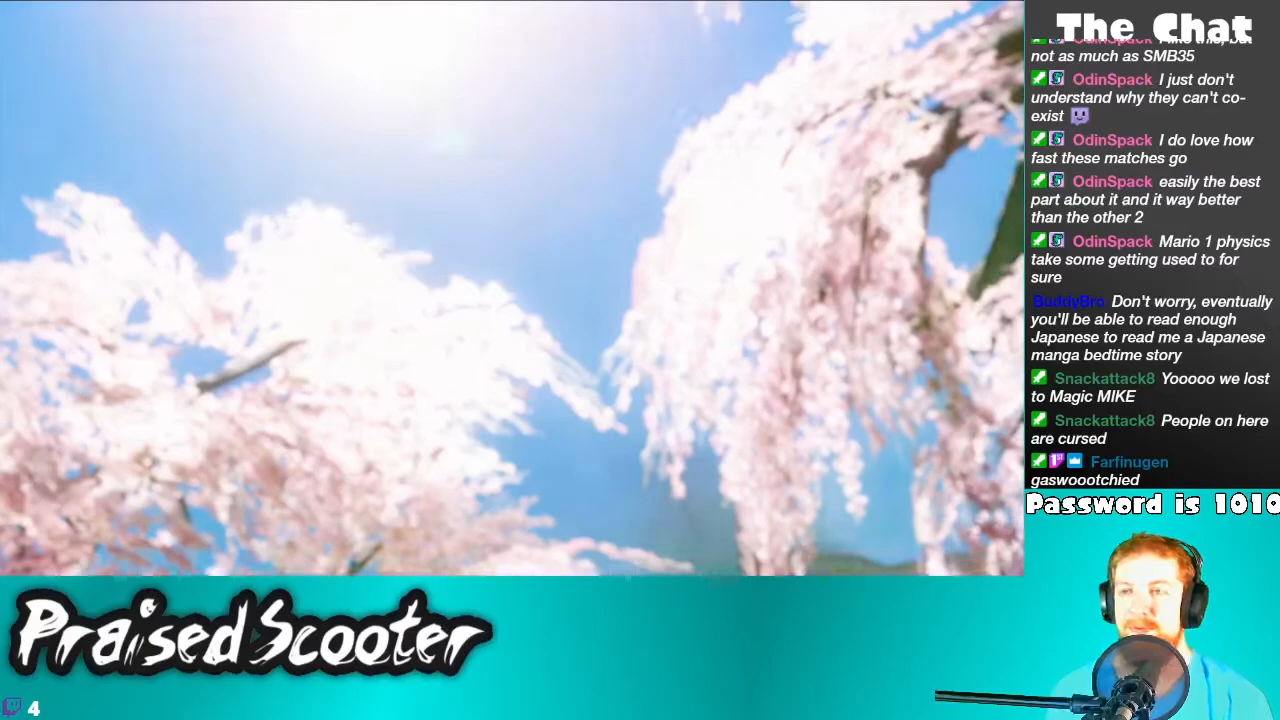 The Chat
not as much as SMB35
OdinSpack I just don't
understand why they can't co-
exist
OdinSpack I do love how
fast these matches go
OdinSpack easily the best
part about it and it way better
than the other 2
OdinSpack Mario 1 physics
take some getting used to for
sure
BuddyBro Don't worry, eventually
you'll be able to read enough
Japanese to read me a Japanese
manga bedtime story
Snackattack8 Yooooo we lost
to Magic MIKE
Snackattack8 People on here
are cursed
Farfinugen
gaswoootchied
Password is 1010
PraisedScooter
4